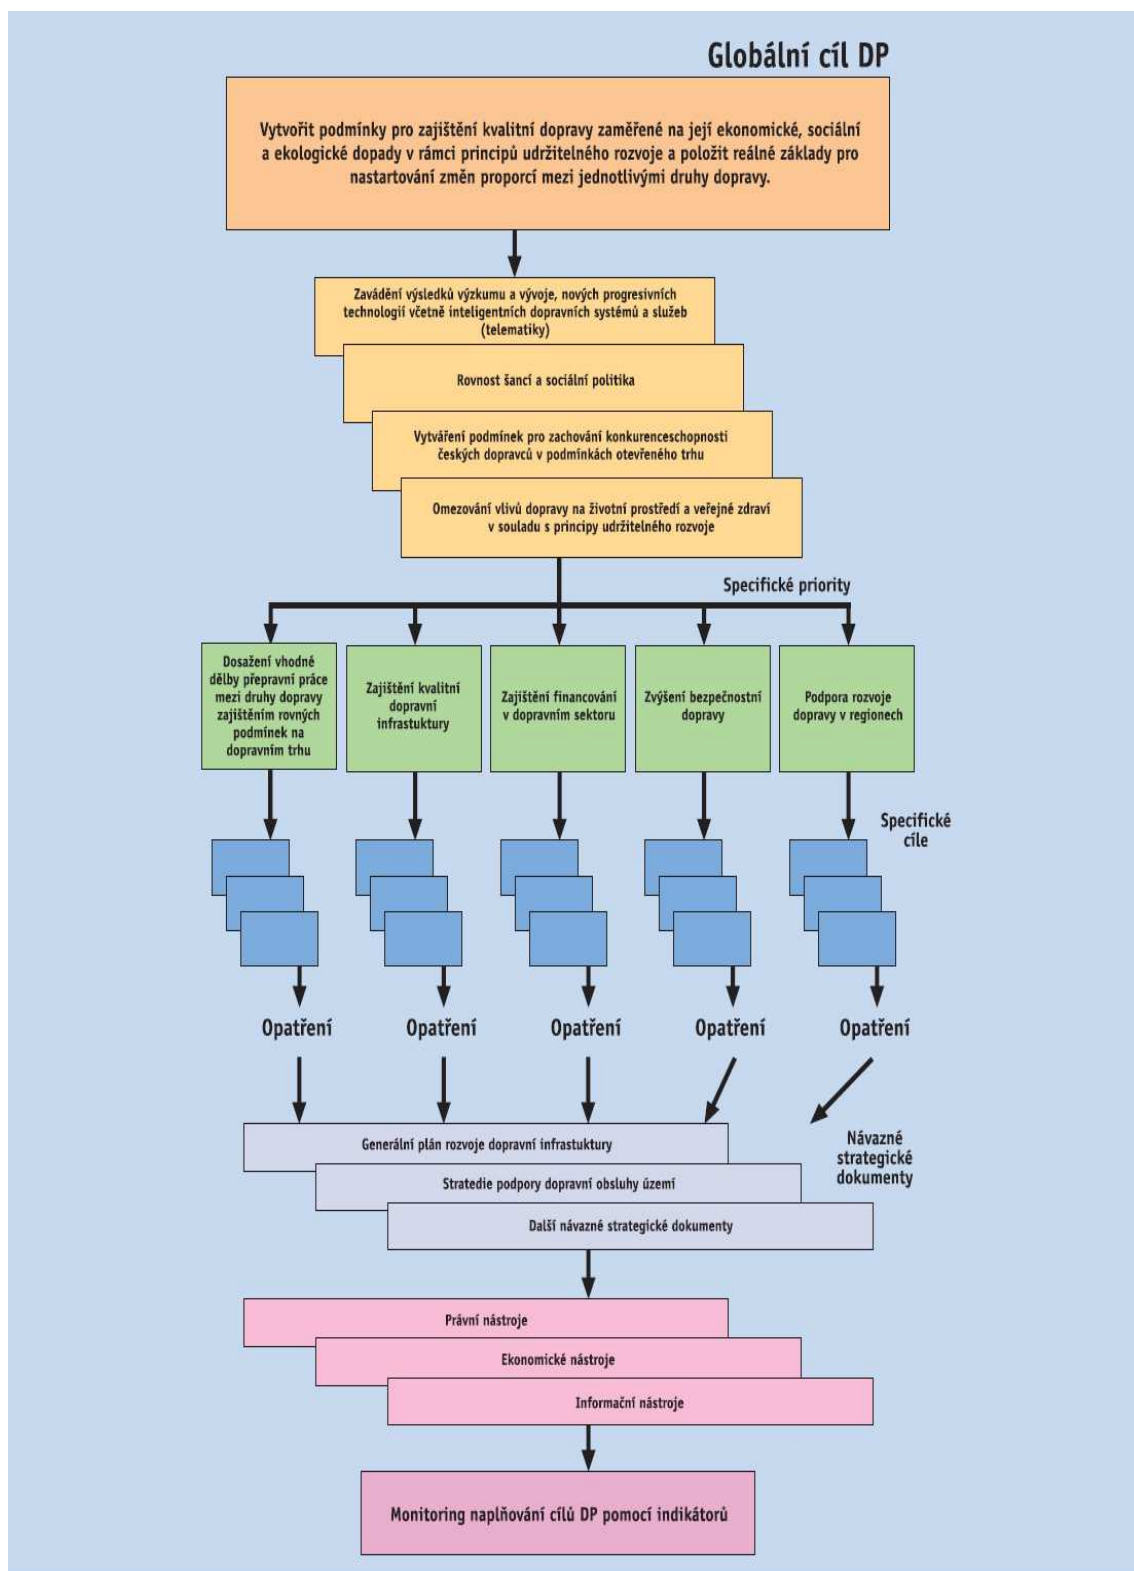 Globální cíl DP
Vytvořit podmínky pro zajištění kvalitní dopravy zaměřené na její ekonomické, sociální
a ekologické dopady v rámci principů udržitelného rozvoje a položit reálné základy pro
nastartování změn proporcí mezi jednotlivými druhy dopravy.
Zavádění výsledků výzkumu a vývoje, nových progresivních
technologií včetně inteligentních dopravních systémů a služeb
(telematiky)
Rovnost šancí a sociální politika
Vytváření podmínek pro zachování konkurenceschopnosti
českých dopravců v podmínkách otevřeného trhu
Omezování vlivů dopravy na životní prostředí a veřejné zdraví
v souladu s principy udržitelného rozvoje
Specifické priority
Dosažení vhodné
dělby přepravní práce
mezi druhy dopravy
zajištěním rovných
podmínek na
dopravním trhu
Zajištění kvalitní
dopravní
infrastuktury
Zajištění financování
v dopravním sektoru
Zvýšení bezpečnostní
dopravy
Podpora rozvoje
dopravy v regionech
Specifické
cíle
Opatření
Opatření
Opatření
Opatření
Opatření
Návazné
strategické
dokumenty
Generální plán rozvoje dopravní infrastuktury
Stratedie podpory dopravní obsluhy území
Další návazné strategické dokumenty
Právní nástroje
Ekonomické nástroje
Informační nástroje
Monitoring naplňování cílů DP pomocí indikátorů